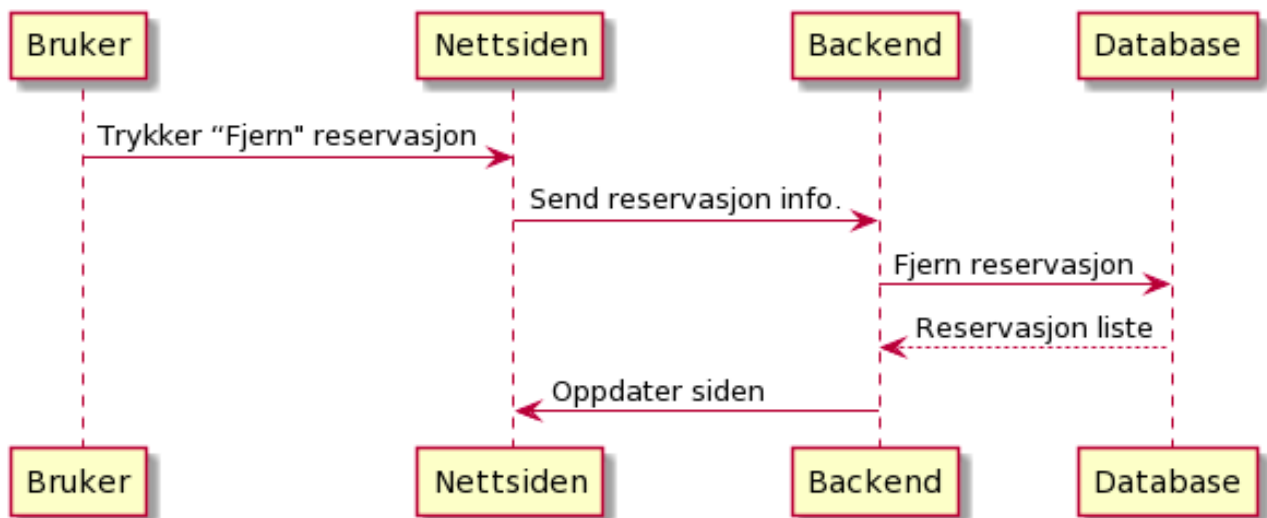 Bruker
Nettsiden
Backend
Database
Trykker “Fjern" reservasjon
Send reservasjon info.
Fjern reservasjon
Reservasjon liste
Oppdater siden
Bruker
Nettsiden
Backend
Database